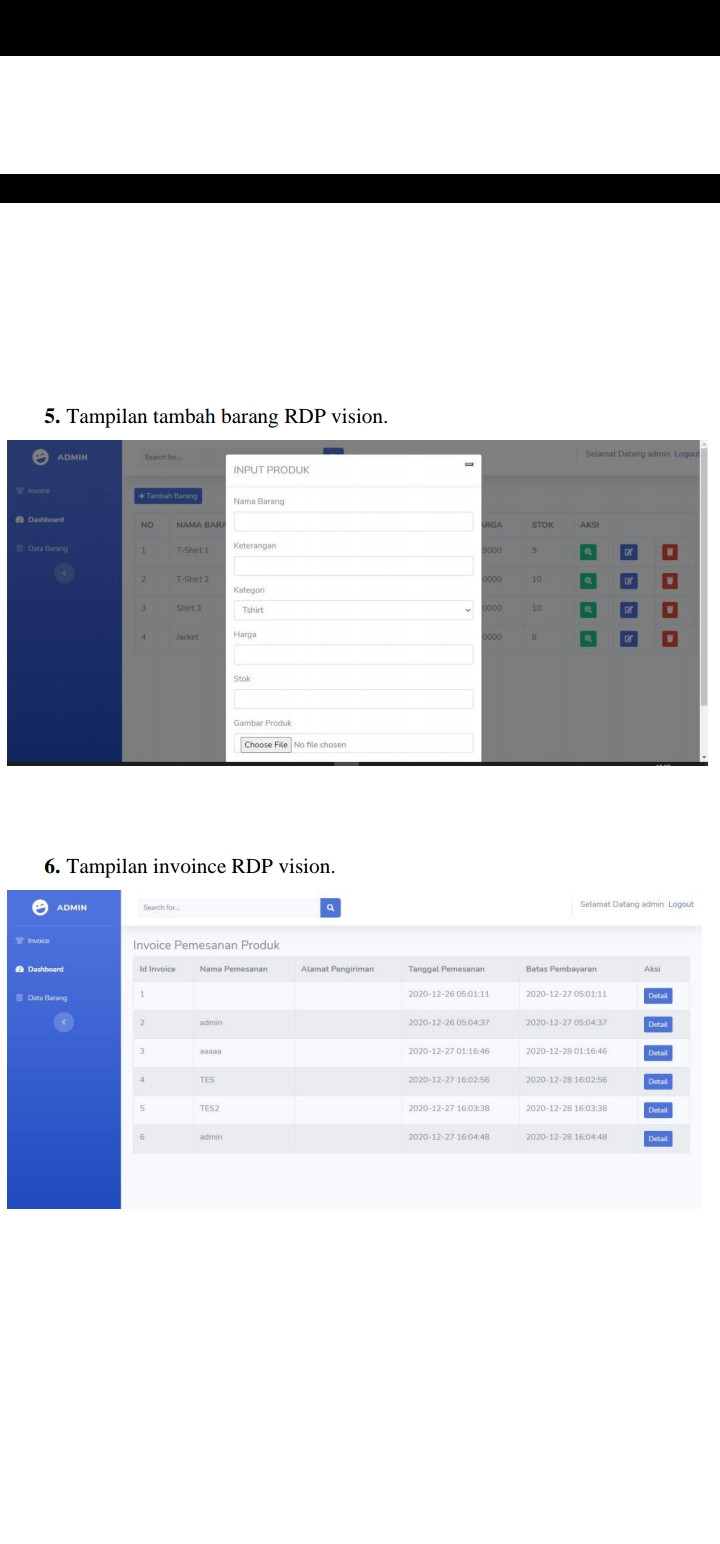 5. Tampilan tambah barang RDP vision.
ADMIN
Search for...
Selamat Datang admin Logout
Invoice
Dashboard
Data Barang
+ Tambah Barang
INPUT PRODUK
Nama Barang
Keterangan
Kategori
Tshirt
Harga
Stok
Gambar Produk
Choose File No file chosen
NO NAMA BARA ARGA STOK AKSI
1 T-Shirt 1 9000 9
2 T-Shirt 2 0000 10
3 Shirt 3 0000 10
4 Jacket 0000 8
6. Tampilan invoince RDP vision.
ADMIN
Search for...
Selamat Datang admin Logout
Invoice
Dashboard
Data Barang
Invoice Pemesanan Produk
Id Invoice Nama Pemesanan Alamat Pengiriman Tanggal Pemesanan Batas Pembayaran Aksi
1 2020-12-26 05:01:11 2020-12-27 05:01:11 Detail
2 admin 2020-12-26 05:04:37 2020-12-27 05:04:37 Detail
3 aaaaa 2020-12-27 01:16:46 2020-12-28 01:16:46 Detail
4 TES 2020-12-27 16:02:56 2020-12-28 16:02:56 Detail
5 TES2 2020-12-27 16:03:38 2020-12-28 16:03:38 Detail
6 admin 2020-12-27 16:04:48 2020-12-28 16:04:48 Detail